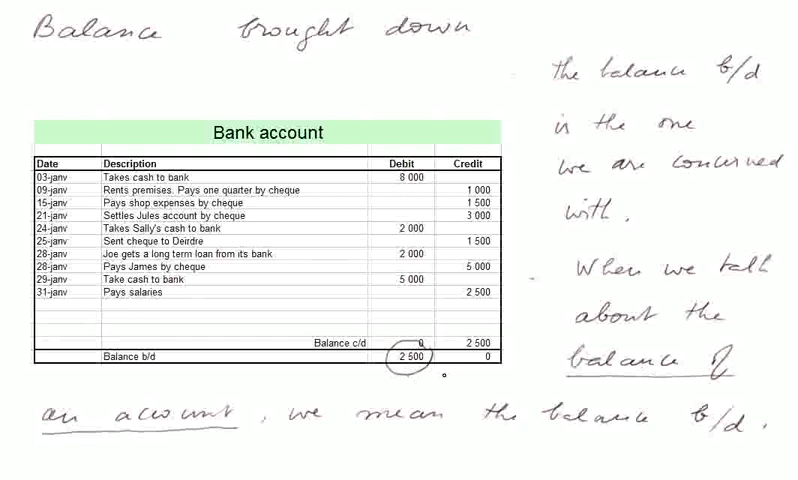 Balance brought down
the balance b/d
is the one
we are concerned
with.
Bank account
Date Description Debit Credit
03-janv Takes cash to bank 8 000
09-janv Rents premises. Pays one quarter by cheque 1 000
15-janv Pays shop expenses by cheque 1 500
21-janv Settles Jules account by cheque 3 000
24-janv Takes Sally's cash to bank 2 000
25-janv Sent cheque to Deirdre 1 500
28-janv Joe gets a long term loan from its bank 2 000
28-janv Pays James by cheque 5 000
29-janv Take cash to bank 5 000
31-janv Pays salaries 2 500
Balance c/d 0 2 500
Balance b/d 2 500 0
- When we talk
about the
balance of
an account, we mean the balance b/d.